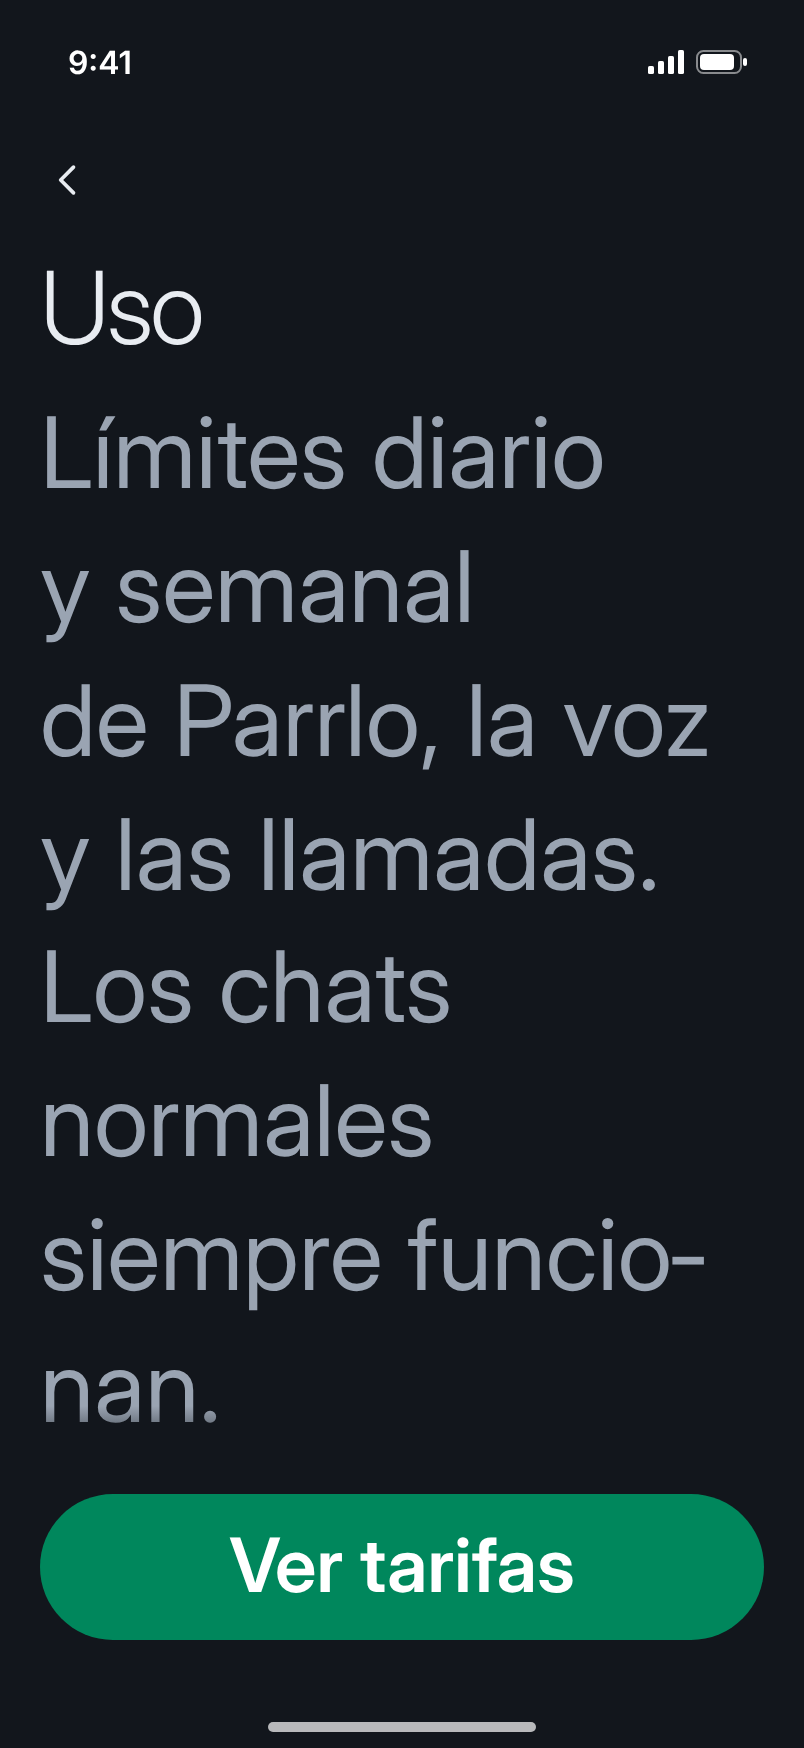 9:41
Uso
Límites diario
y semanal
de Parrlo, la voz
y las llamadas.
Los chats
normales
siempre funcio-
nan.
Ver tarifas